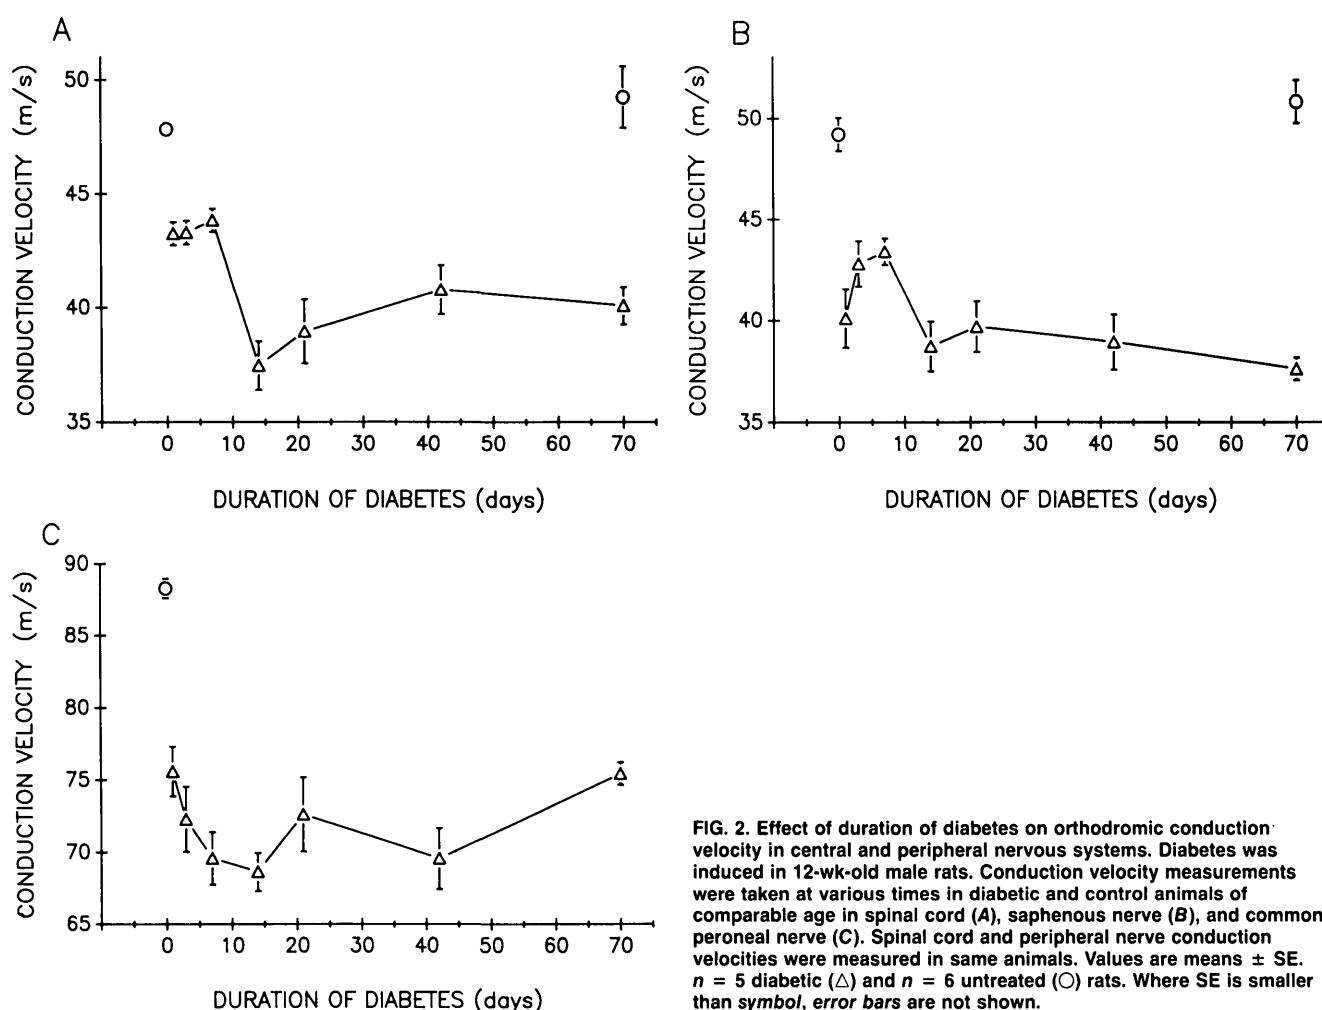 A
CONDUCTION VELOCITY (m/s)
50
45
40
35
0 10 20 30 40 50 60 70
DURATION OF DIABETES (days)
B
CONDUCTION VELOCITY (m/s)
50
45
40
35
0 10 20 30 40 50 60 70
DURATION OF DIABETES (days)
C
CONDUCTION VELOCITY (m/s)
90
85
80
75
70
65
0 10 20 30 40 50 60 70
DURATION OF DIABETES (days)
FIG. 2. Effect of duration of diabetes on orthodromic conduction
velocity in central and peripheral nervous systems. Diabetes was
induced in 12-wk-old male rats. Conduction velocity measurements
were taken at various times in diabetic and control animals of
comparable age in spinal cord (A), saphenous nerve (B), and common
peroneal nerve (C). Spinal cord and peripheral nerve conduction
velocities were measured in same animals. Values are means ± SE.
n = 5 diabetic (△) and n = 6 untreated (○) rats. Where SE is smaller
than symbol, error bars are not shown.